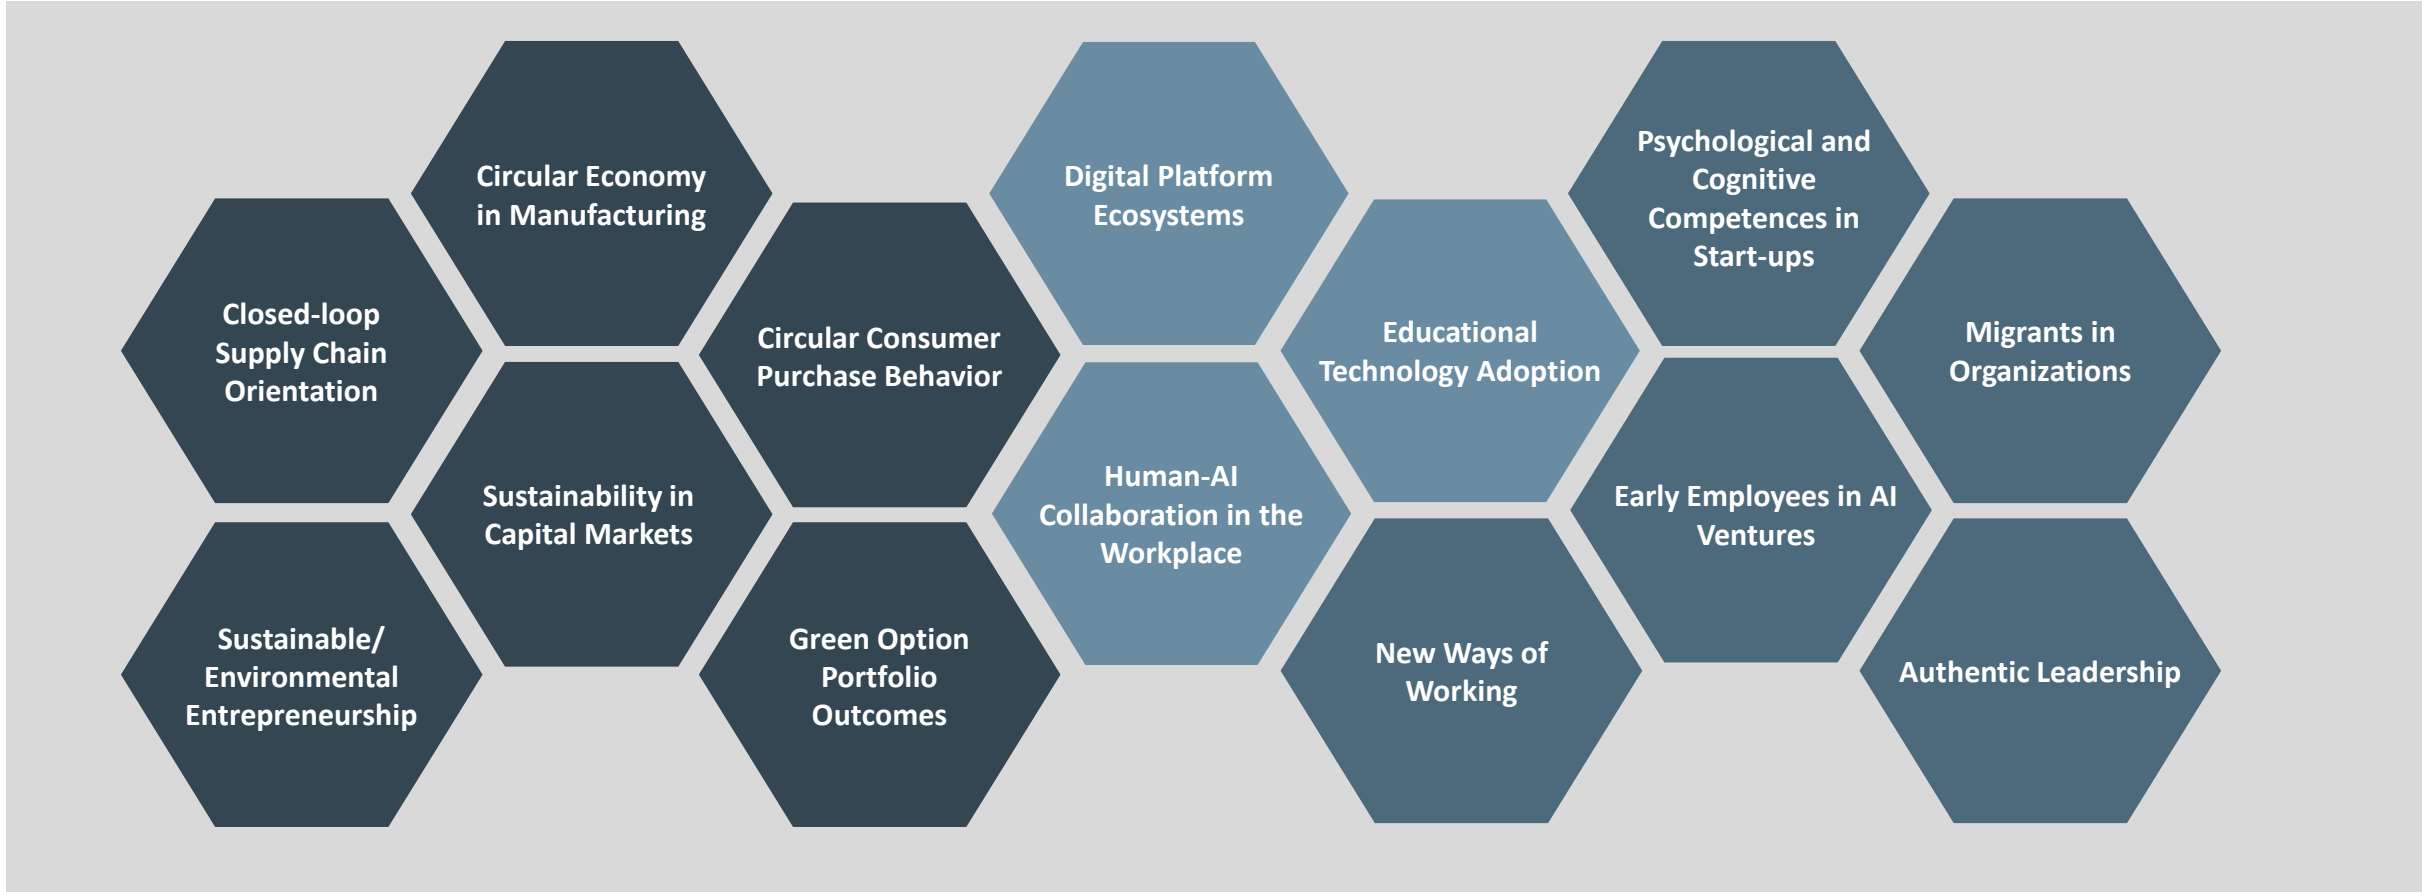 Circular Economy
in Manufacturing
Digital Platform
Ecosystems
Psychological and
Cognitive
Competences in
Start-ups
Closed-loop
Supply Chain
Orientation
Circular Consumer
Purchase Behavior
Educational
Technology Adoption
Migrants in
Organizations
Sustainability in
Capital Markets
Human-AI
Collaboration in the
Workplace
Early Employees in AI
Ventures
Sustainable/
Environmental
Entrepreneurship
Green Option
Portfolio
Outcomes
New Ways of
Working
Authentic Leadership